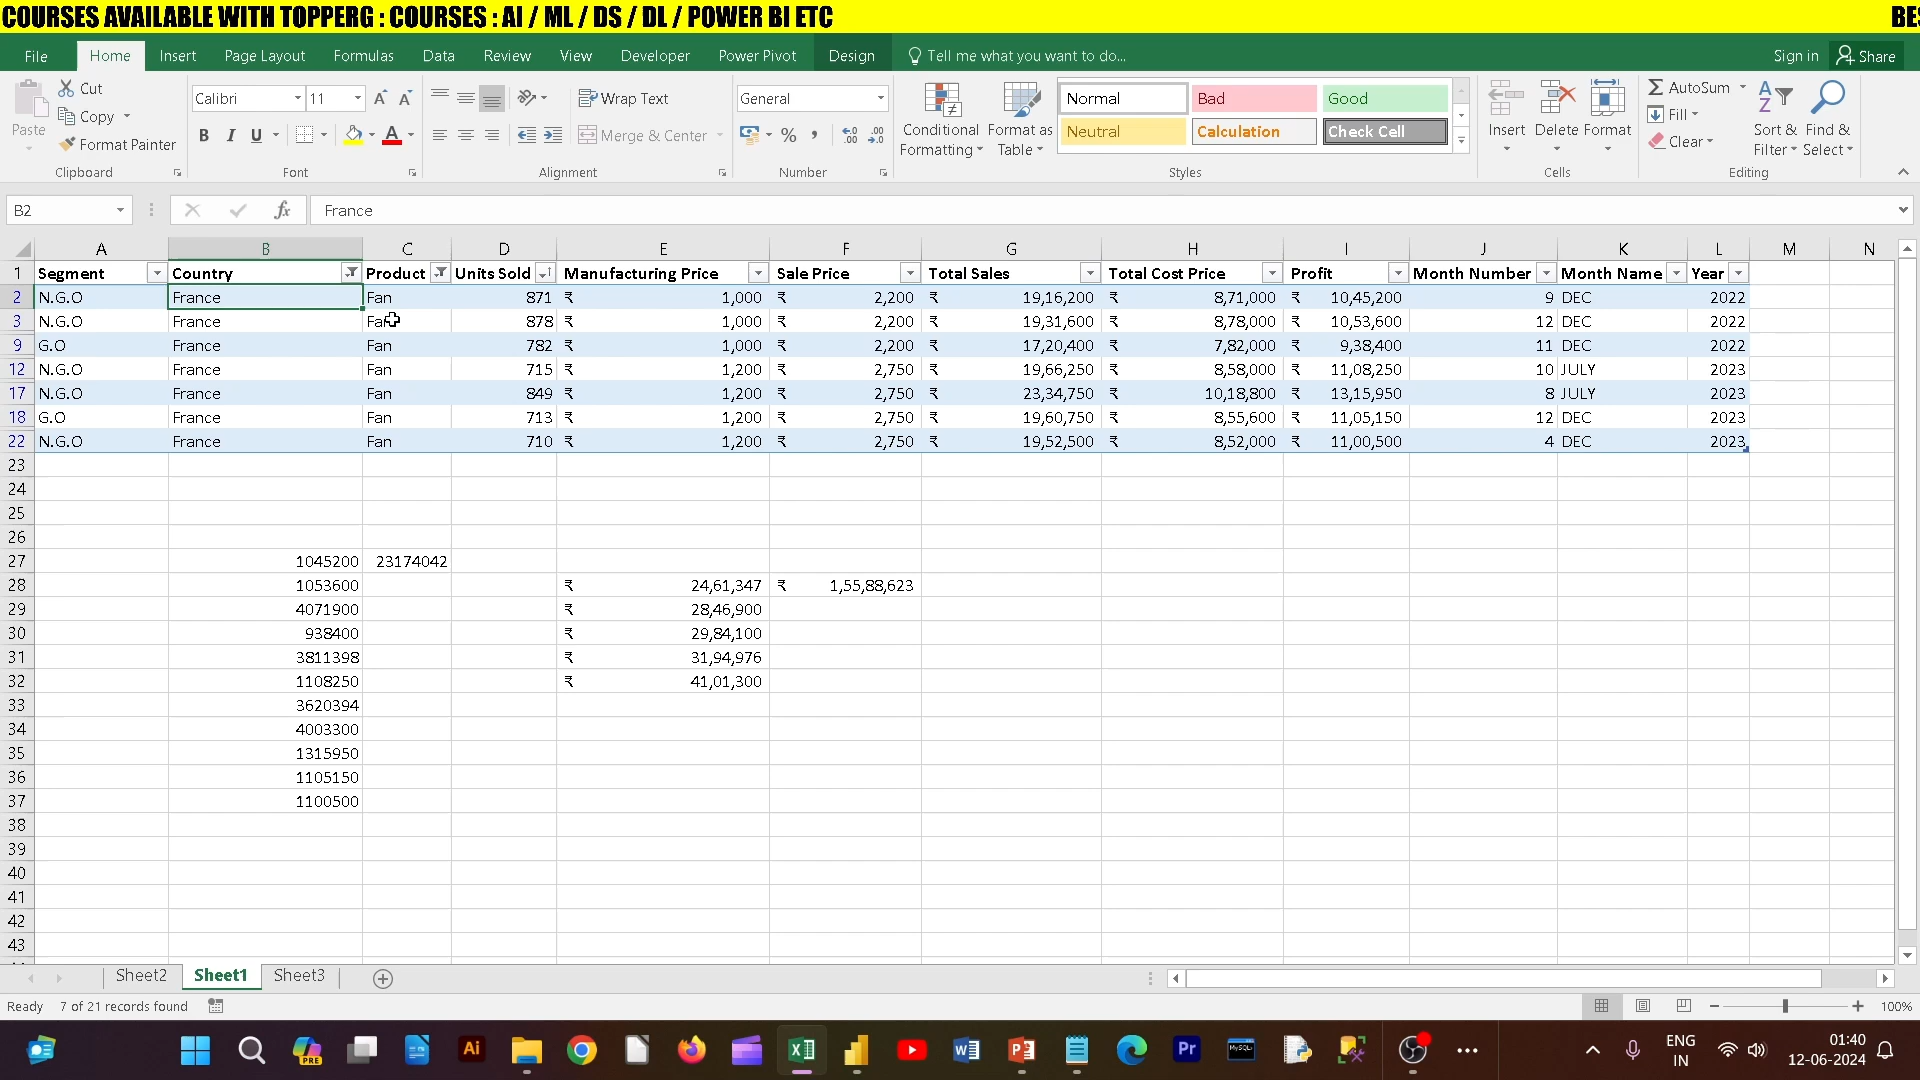 COURSES AVAILABLE WITH TOPPERG : COURSES : AI / ML / DS / DL / POWER BI ETC
File Home Insert Page Layout Formulas Data Review View Developer Power Pivot Design Tell me what you want to do... Sign in Share
Paste Cut Copy Format Painter Clipboard
Calibri 11 A A B I U A Font
Wrap Text Merge & Center Alignment
General % , Number
Conditional Formatting Format as Table
Normal Bad Good
Neutral Calculation Check Cell
Styles
Insert Delete Format Cells
AutoSum Fill Clear Sort & Filter Find & Select Editing
B2 fx France
A B C D E F G H I J K L M N
1 Segment Country Product Units Sold Manufacturing Price Sale Price Total Sales Total Cost Price Profit Month Number Month Name Year
2 N.G.O France Fan 871 ₹ 1,000 ₹ 2,200 ₹ 19,16,200 ₹ 8,71,000 ₹ 10,45,200 9 DEC 2022
3 N.G.O France Fan 878 ₹ 1,000 ₹ 2,200 ₹ 19,31,600 ₹ 8,78,000 ₹ 10,53,600 12 DEC 2022
9 G.O France Fan 782 ₹ 1,000 ₹ 2,200 ₹ 17,20,400 ₹ 7,82,000 ₹ 9,38,400 11 DEC 2022
12 N.G.O France Fan 715 ₹ 1,200 ₹ 2,750 ₹ 19,66,250 ₹ 8,58,000 ₹ 11,08,250 10 JULY 2023
17 N.G.O France Fan 849 ₹ 1,200 ₹ 2,750 ₹ 23,34,750 ₹ 10,18,800 ₹ 13,15,950 8 JULY 2023
18 G.O France Fan 713 ₹ 1,200 ₹ 2,750 ₹ 19,60,750 ₹ 8,55,600 ₹ 11,05,150 12 DEC 2023
22 N.G.O France Fan 710 ₹ 1,200 ₹ 2,750 ₹ 19,52,500 ₹ 8,52,000 ₹ 11,00,500 4 DEC 2023
23
24
25
26
27 1045200 23174042
28 1053600 ₹ 24,61,347 ₹ 1,55,88,623
29 4071900 ₹ 28,46,900
30 938400 ₹ 29,84,100
31 3811398 ₹ 31,94,976
32 1108250 ₹ 41,01,300
33 3620394
34 4003300
35 1315950
36 1105150
37 1100500
38
39
40
41
42
43
Sheet2 Sheet1 Sheet3
Ready 7 of 21 records found 100%
PRE Ai Pr MySQL ENG IN 01:40 12-06-2024